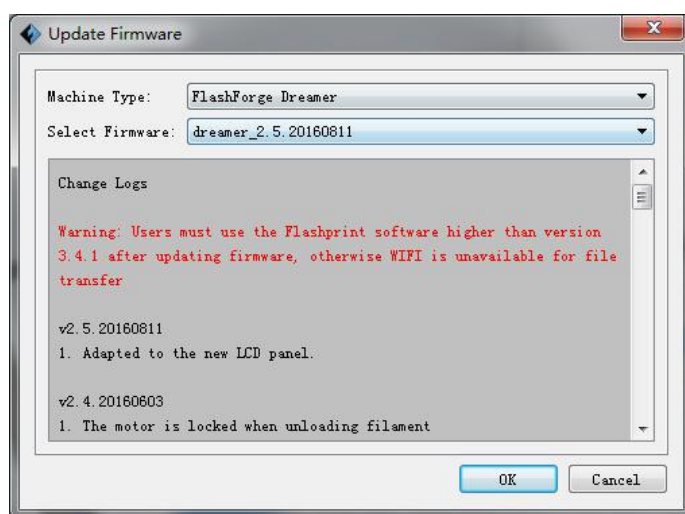 Update Firmware
Machine Type: FlashForge Dreamer
Select Firmware: dreamer_2.5.20160811
Change Logs
Warning: Users must use the Flashprint software higher than version
3.4.1 after updating firmware, otherwise WIFI is unavailable for file
transfer
v2.5.20160811
1. Adapted to the new LCD panel.
v2.4.20160603
1. The motor is locked when unloading filament
OK Cancel